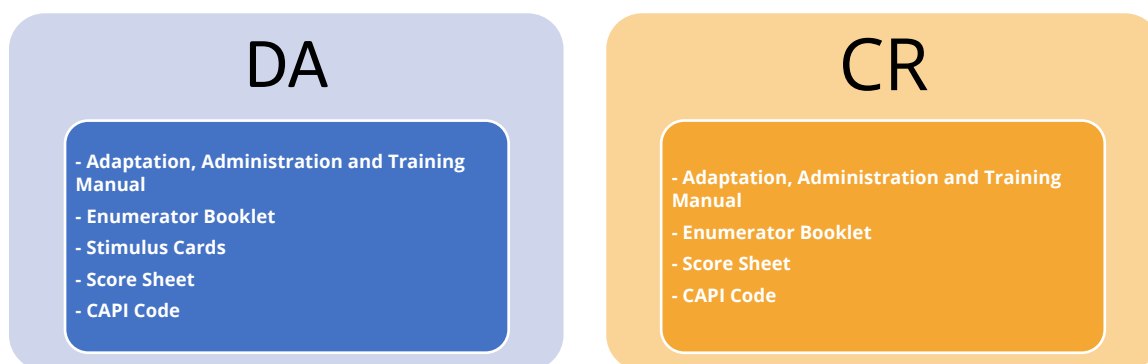 DA
- Adaptation, Administration and Training
Manual
- Enumerator Booklet
- Stimulus Cards
- Score Sheet
- CAPI Code
CR
- Adaptation, Administration and Training
Manual
- Enumerator Booklet
- Score Sheet
- CAPI Code